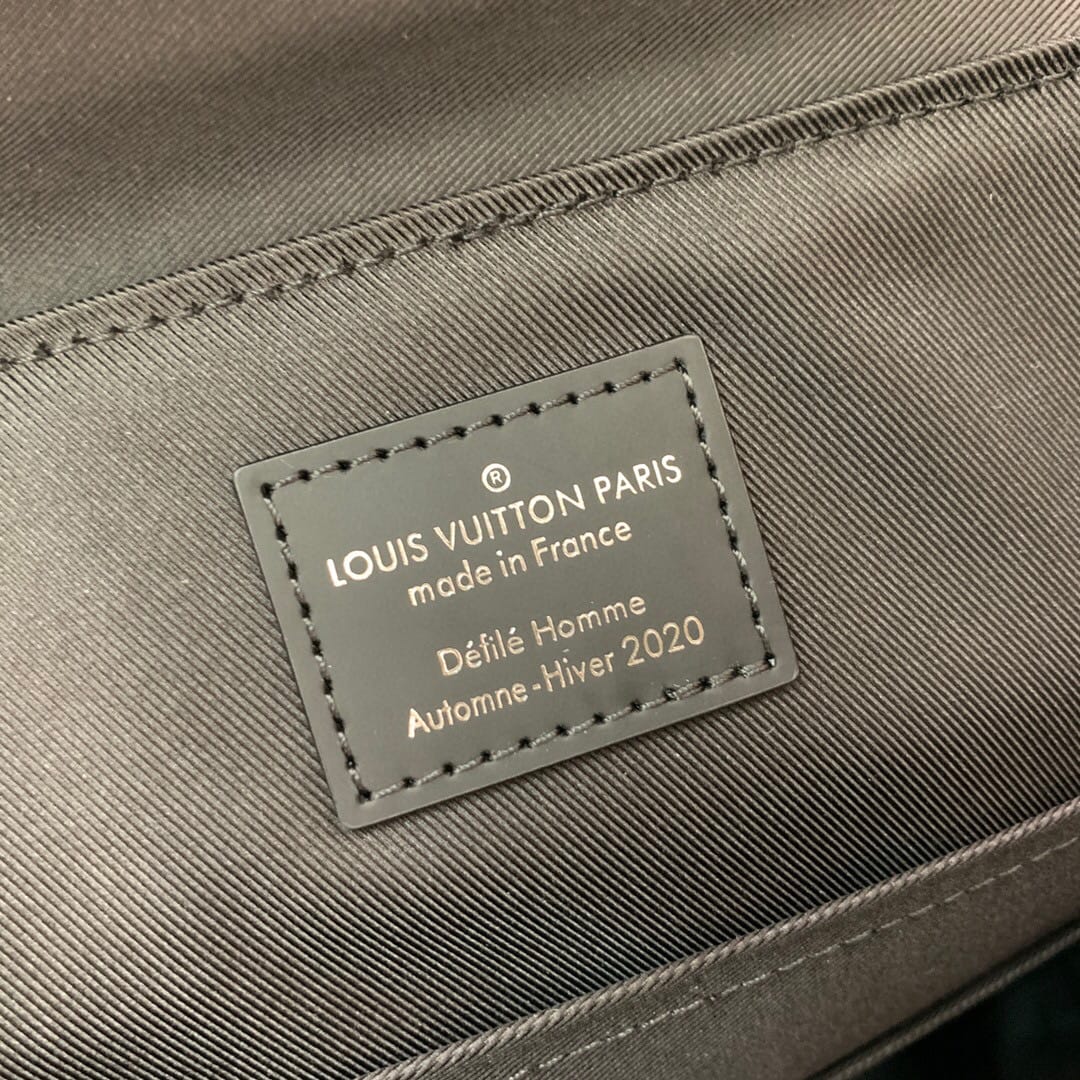 ®
LOUIS VUITTON PARIS
made in France
Défilé Homme
Automne-Hiver 2020